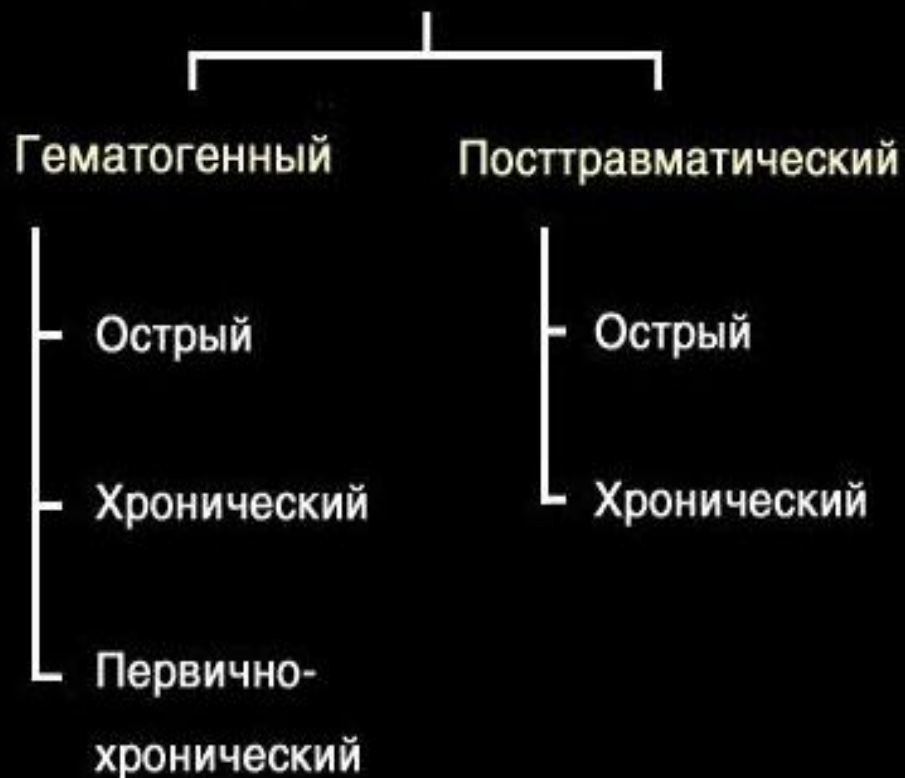 Гематогенный
Посттравматический
Острый
Острый
Хронический
Хронический
Первично-
хронический